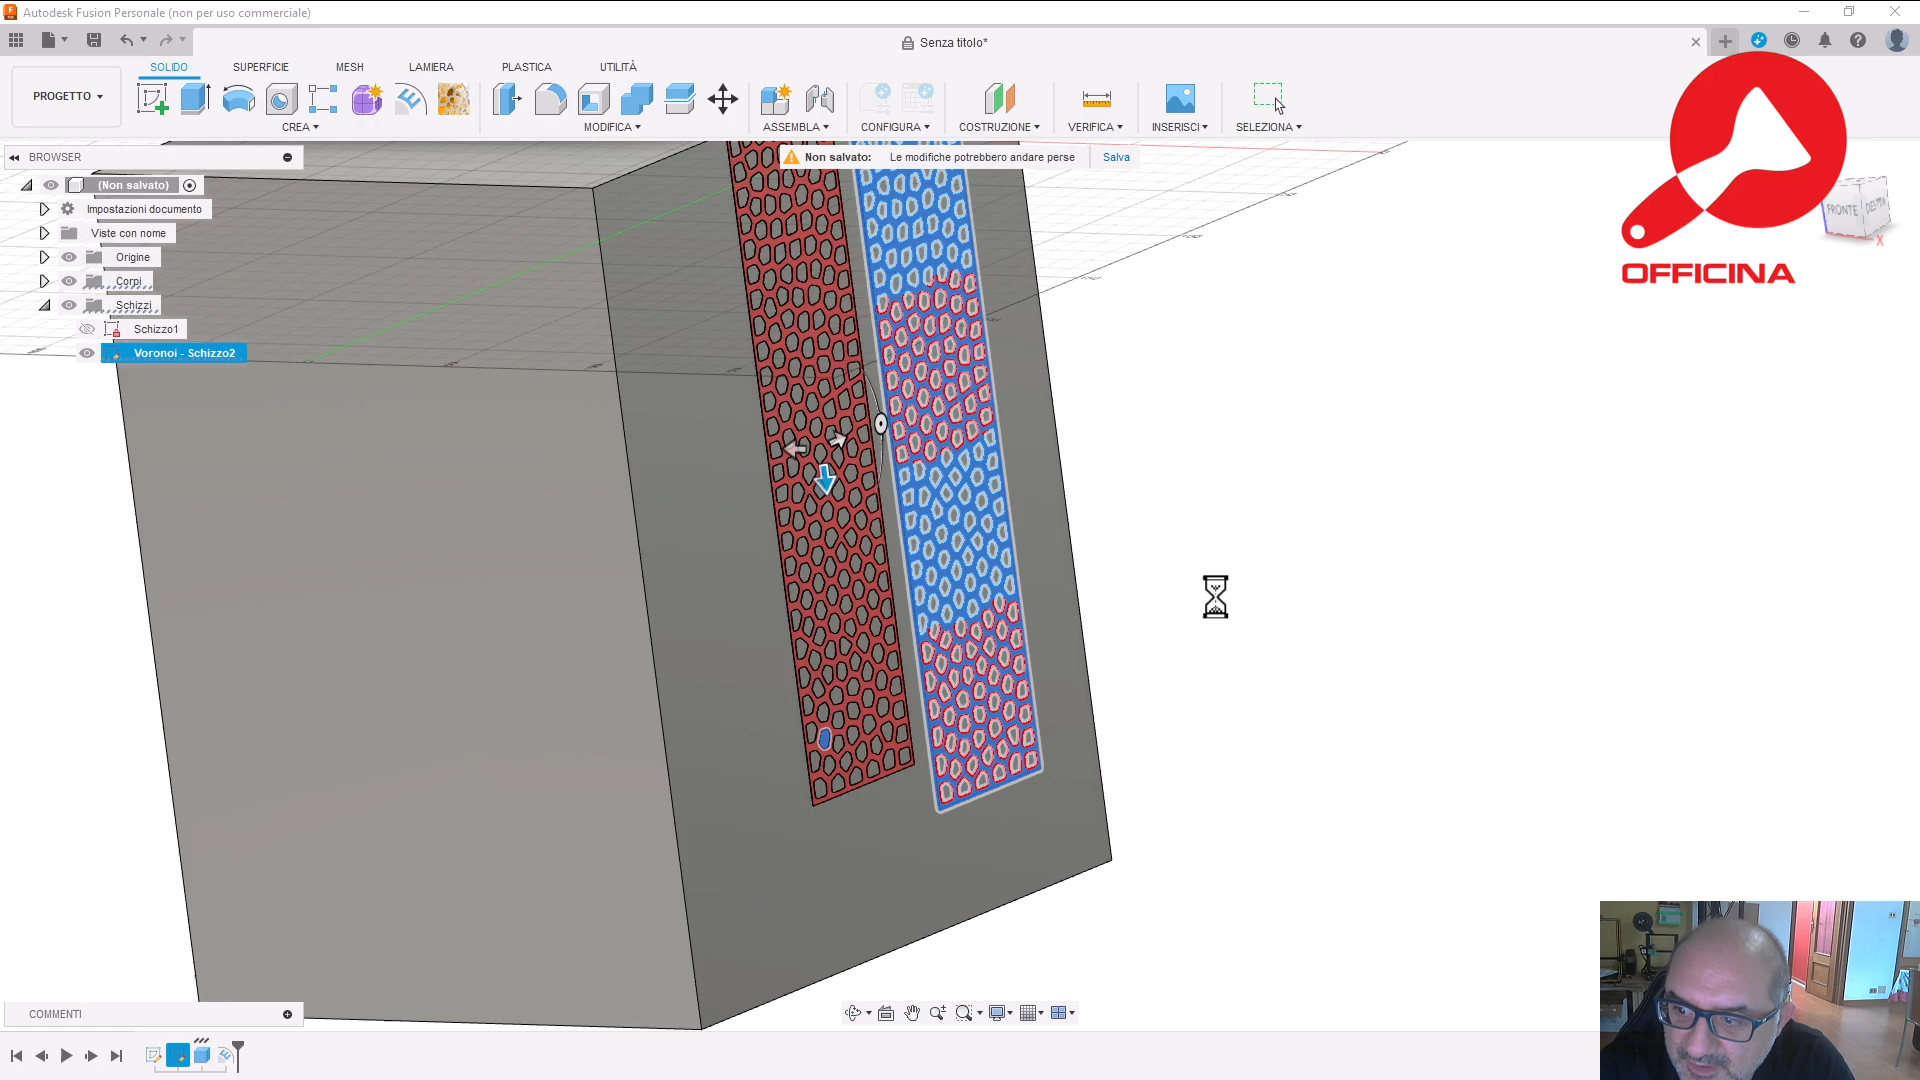 Autodesk Fusion Personale (non per uso commerciale)
Senza titolo*
PROGETTO
SOLIDO
SUPERFICIE
MESH
LAMIERA
PLASTICA
UTILITÀ
CREA
MODIFICA
ASSEMBLA
CONFIGURA
COSTRUZIONE
VERIFICA
INSERISCI
SELEZIONA
BROWSER
Non salvato: Le modifiche potrebbero andare perse Salva
(Non salvato)
Impostazioni documento
Viste con nome
Origine
Corpi
Schizzi
Schizzo1
Voronoi - Schizzo2
FRONTE
X
OFFICINA
COMMENTI